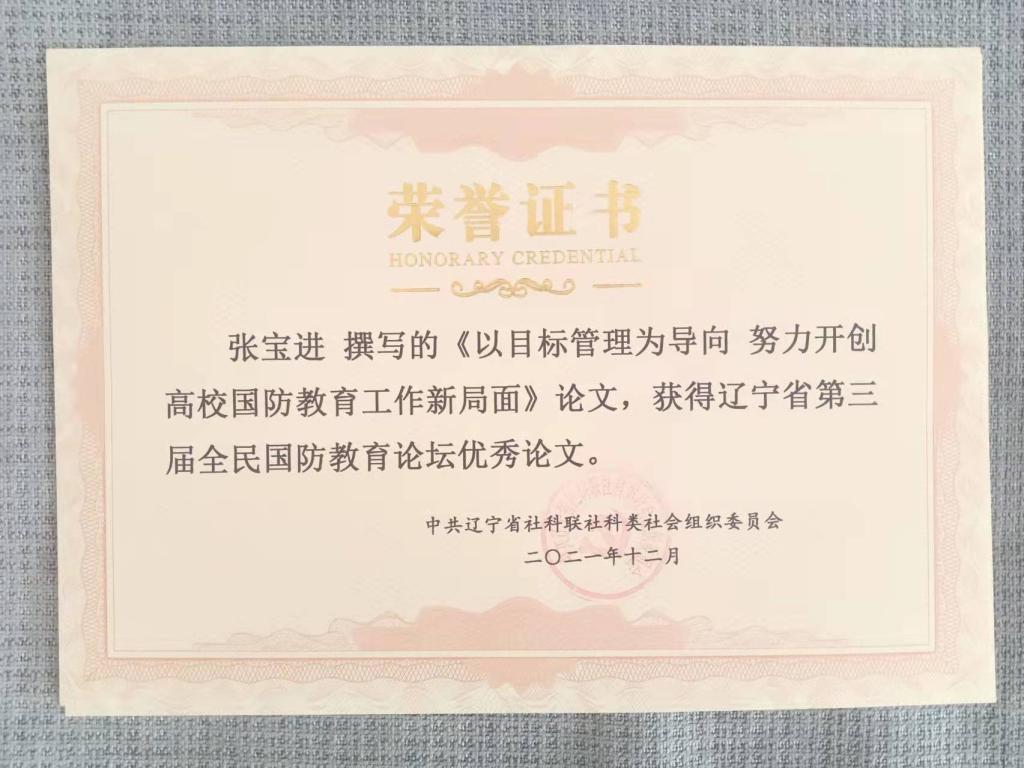 荣誉证书
HONORARY CREDENTIAL
张宝进 撰写的《以目标管理为导向 努力开创
高校国防教育工作新局面》论文，获得辽宁省第三
届全民国防教育论坛优秀论文。
中共辽宁省社科联社科类社会组织委员会
二〇二一年十二月